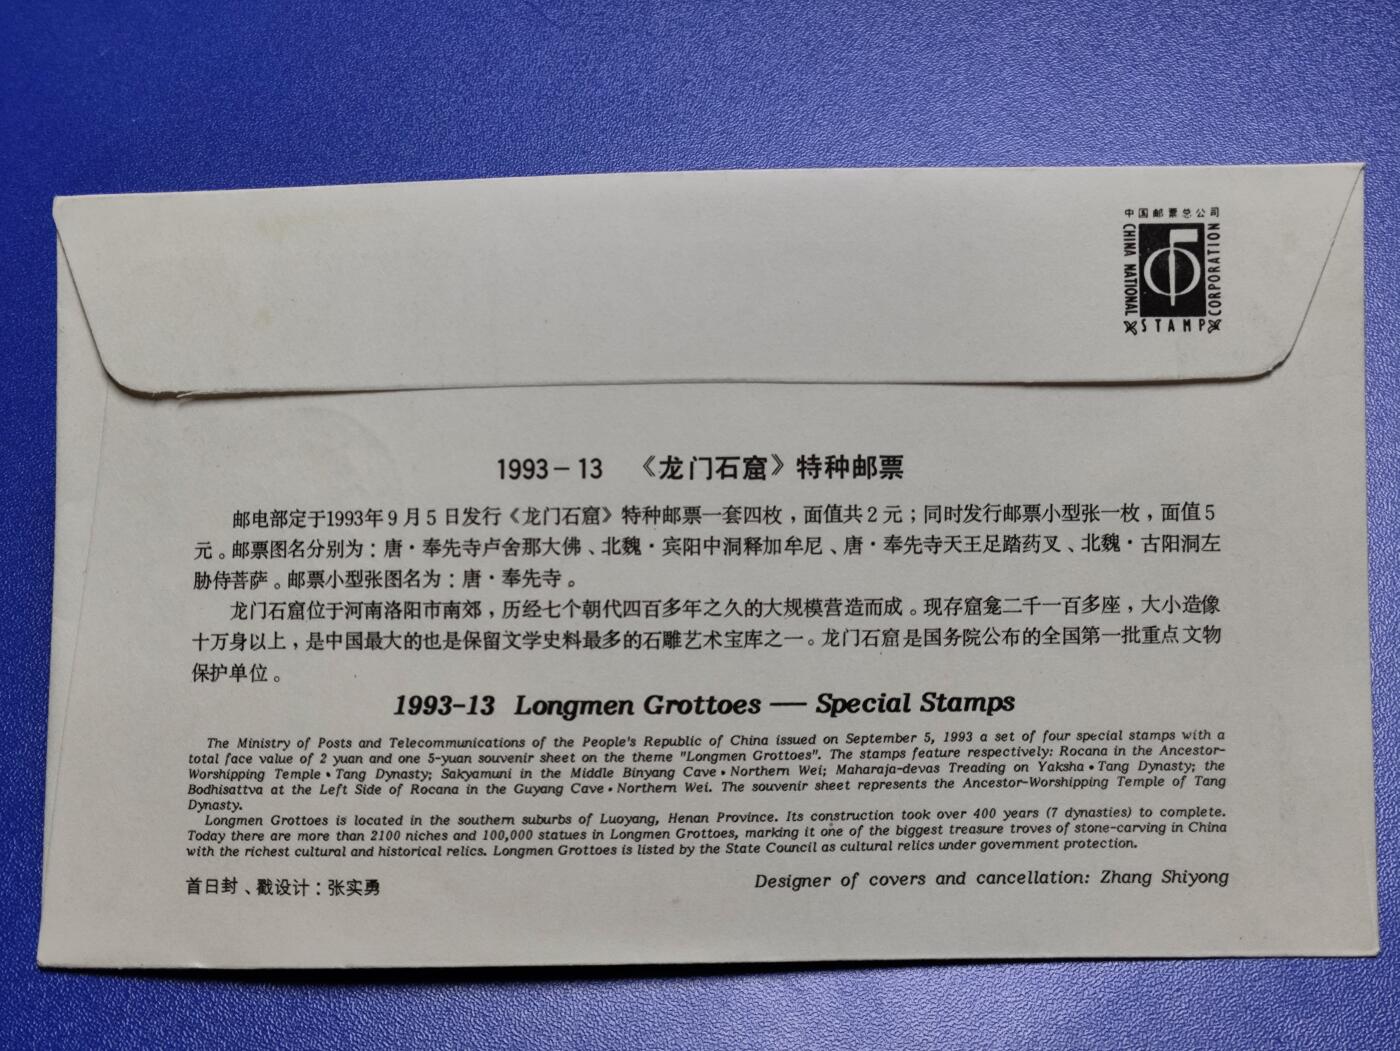 中国邮票总公司
CHINA NATIONAL
STAMP
CORPORATION
1993－13 《龙门石窟》特种邮票
邮电部定于1993年9月5日发行《龙门石窟》特种邮票一套四枚，面值共2元；同时发行邮票小型张一枚，面值5
元。邮票图名分别为：唐·奉先寺卢舍那大佛、北魏·宾阳中洞释加牟尼、唐·奉先寺天王足踏药叉、北魏·古阳洞左
胁侍菩萨。邮票小型张图名为：唐·奉先寺。
龙门石窟位于河南洛阳市南郊，历经七个朝代四百多年之久的大规模营造而成。现存窟龛二千一百多座，大小造像
十万身以上，是中国最大的也是保留文学史料最多的石雕艺术宝库之一。龙门石窟是国务院公布的全国第一批重点文物
保护单位。
1993-13 Longmen Grottoes — Special Stamps
The Ministry of Posts and Telecommunications of the People's Republic of China issued on September 5, 1993 a set of four special stamps with a
total face value of 2 yuan and one 5-yuan souvenir sheet on the theme "Longmen Grottoes". The stamps feature respectively: Rocana in the Ancestor-
Worshipping Temple • Tang Dynasty; Sakyamuni in the Middle Binyang Cave • Northern Wei; Maharaja-devas Treading on Yaksha • Tang Dynasty; the
Bodhisattva at the Left Side of Rocana in the Guyang Cave • Northern Wei. The souvenir sheet represents the Ancestor-Worshipping Temple of Tang
Dynasty.
Longmen Grottoes is located in the southern suburbs of Luoyang, Henan Province. Its construction took over 400 years (7 dynasties) to complete.
Today there are more than 2100 niches and 100,000 statues in Longmen Grottoes, marking it one of the biggest treasure troves of stone-carving in China
with the richest cultural and historical relics. Longmen Grottoes is listed by the State Council as cultural relics under government protection.
首日封、戳设计：张实勇
Designer of covers and cancellation: Zhang Shiyong